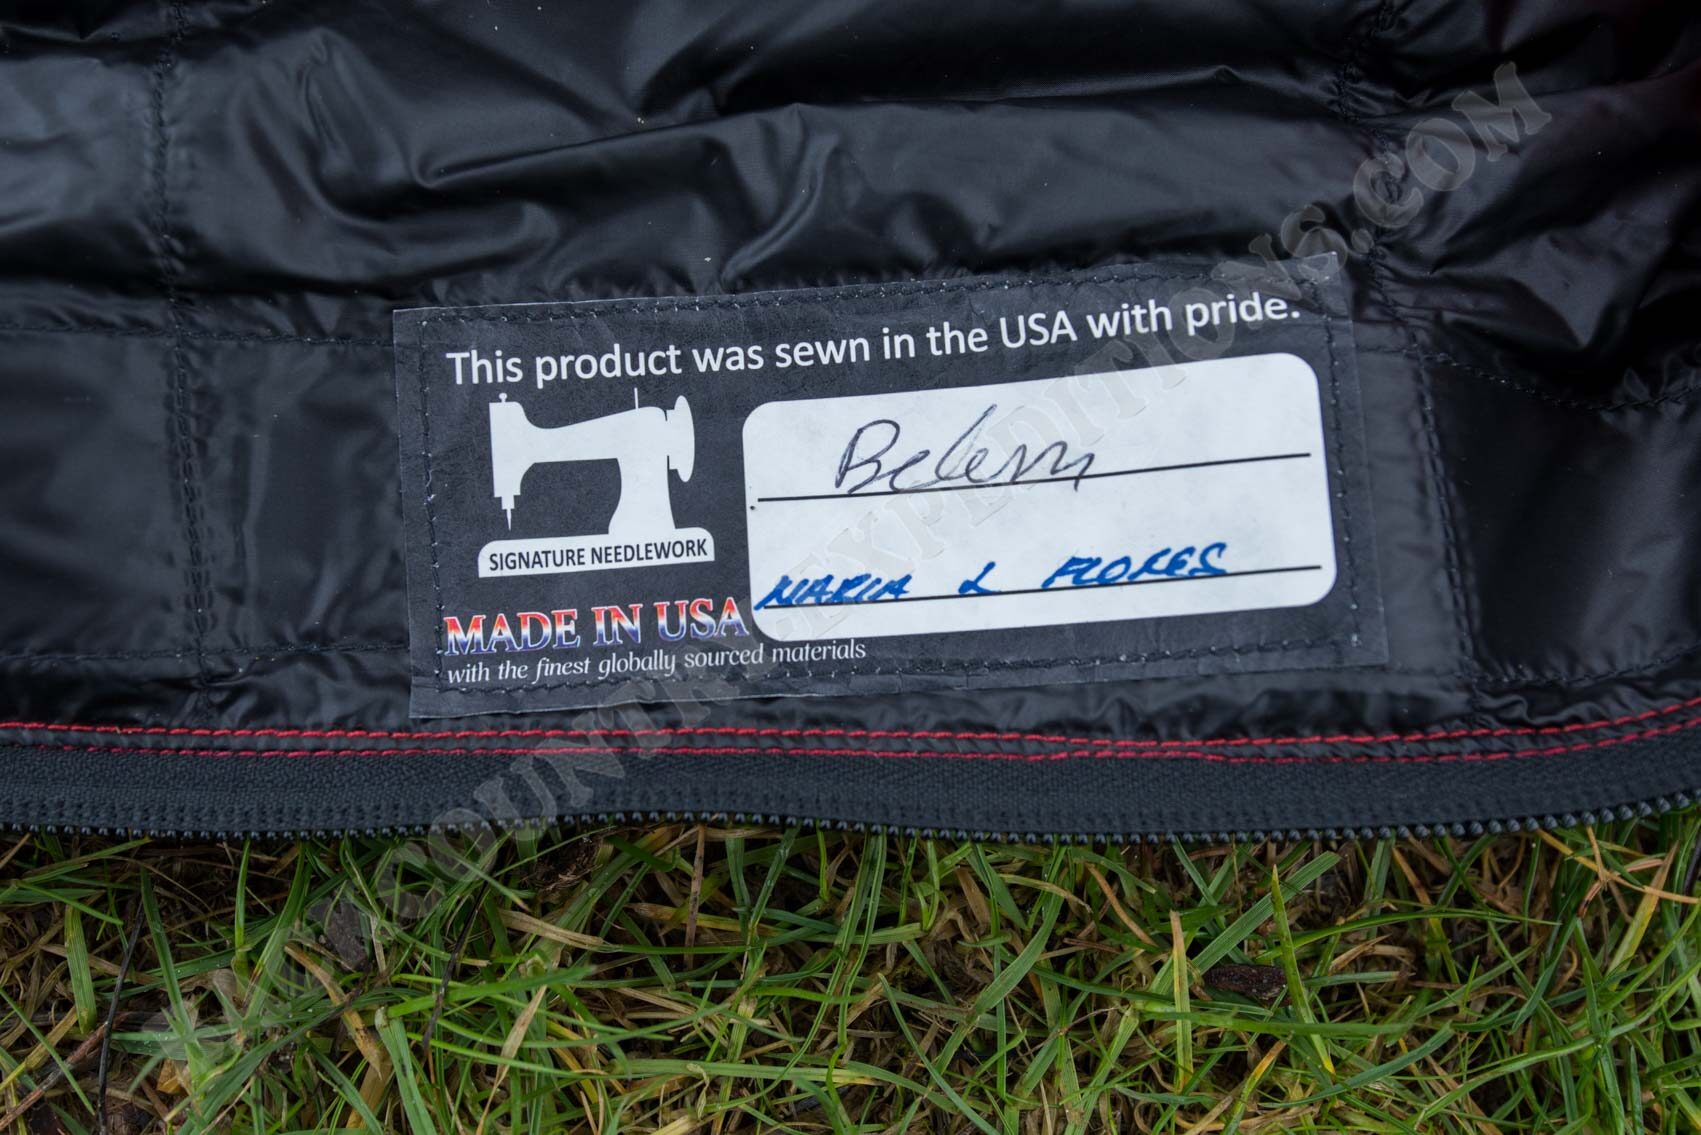 This product was sewn in the USA with pride.
Belem
SIGNATURE NEEDLEWORK
MARIA L FLORES
MADE IN USA
with the finest globally sourced materials